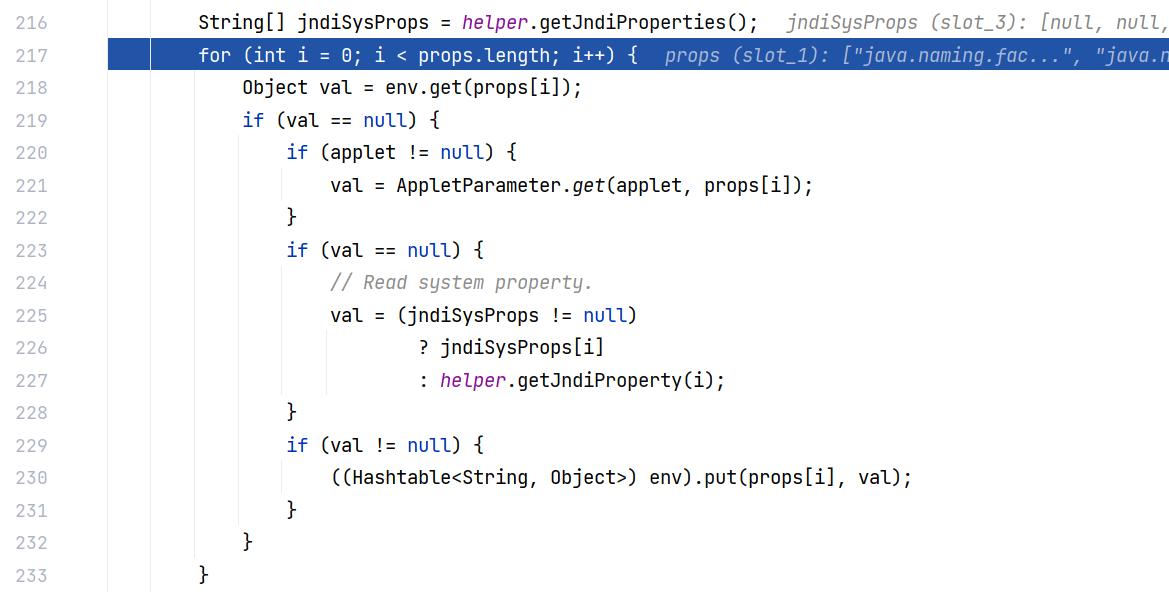 216 String[] jndiSysProps = helper.getJndiProperties(); jndiSysProps (slot_3): [null, null,
217 for (int i = 0; i < props.length; i++) { props (slot_1): ["java.naming.fac...", "java.n
218 Object val = env.get(props[i]);
219 if (val == null) {
220 if (applet != null) {
221 val = AppletParameter.get(applet, props[i]);
222 }
223 if (val == null) {
224 // Read system property.
225 val = (jndiSysProps != null)
226 ? jndiSysProps[i]
227 : helper.getJndiProperty(i);
228 }
229 if (val != null) {
230 ((Hashtable<String, Object>) env).put(props[i], val);
231 }
232 }
233 }